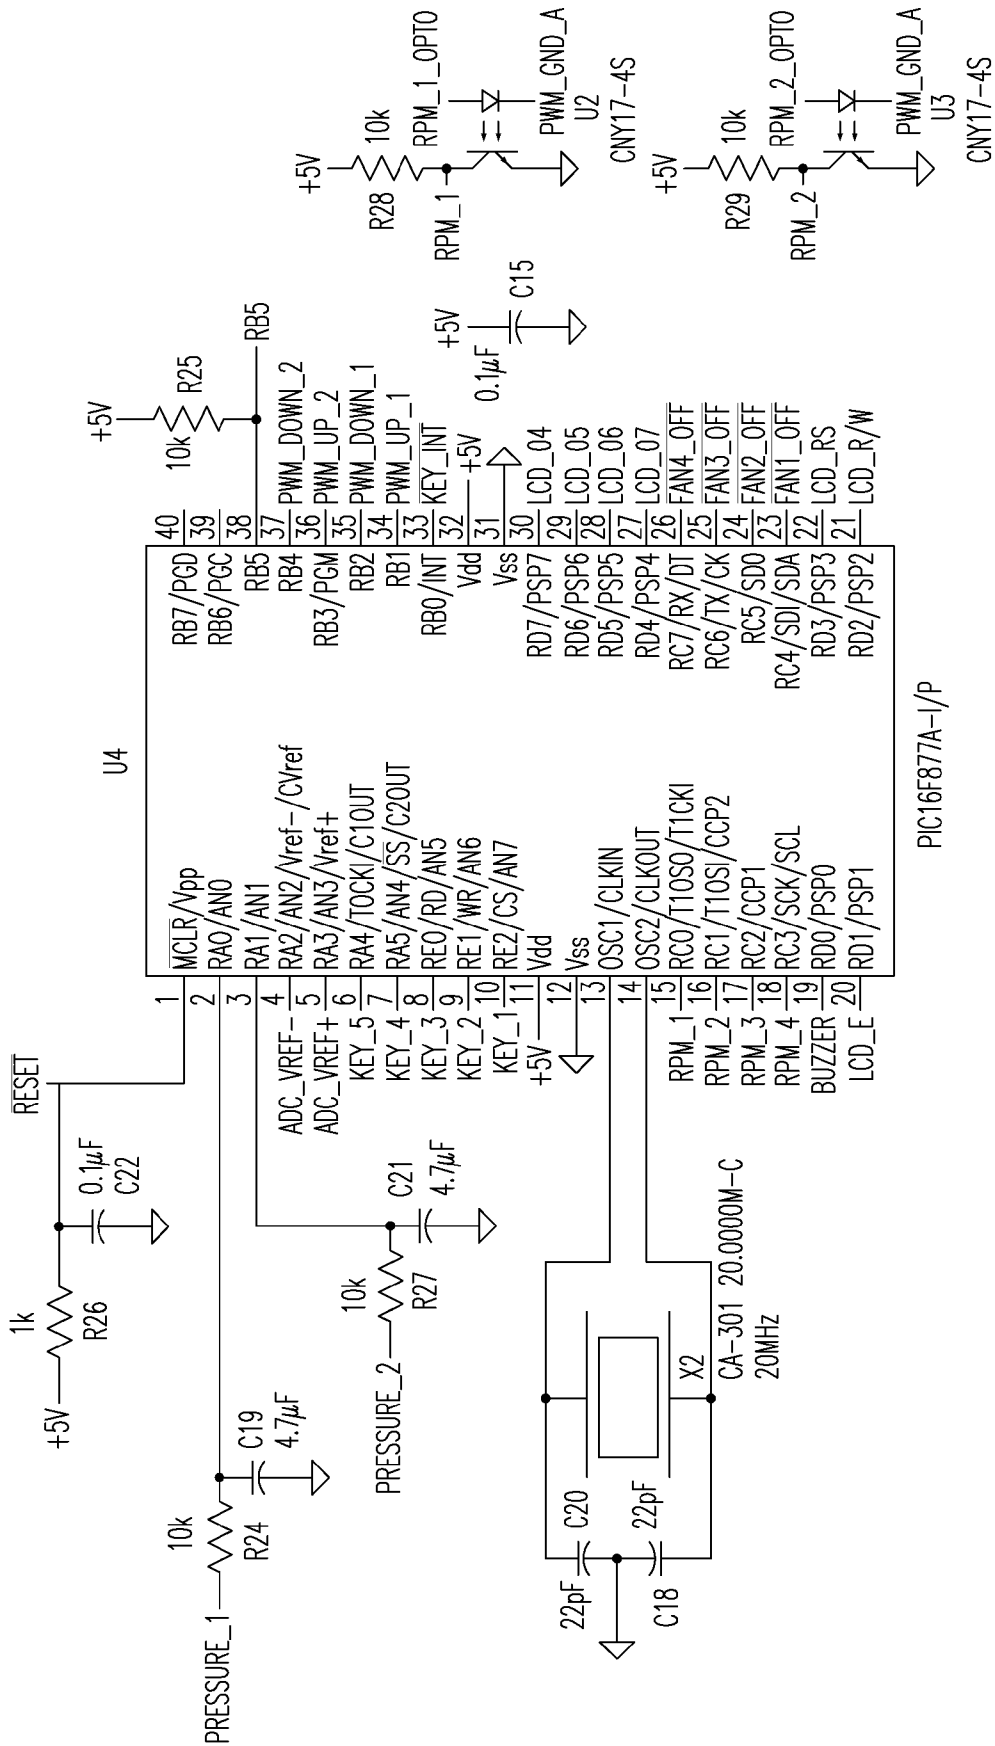 PRESSURE_1
10k
R24
C19
4.7µF
+5V
1k
R26
0.1µF
C22
RESET
PRESSURE_2
10k
R27
C21
4.7µF
22pF
C20
22pF
C18
X2
CA-301 20.0000M-C
20MHz
U4
PIC16F877A-I/P
1 MCLR/Vpp
2 RA0/AN0
3 RA1/AN1
ADC_VREF- 4 RA2/AN2/Vref-/CVref
ADC_VREF+ 5 RA3/AN3/Vref+
KEY_5 6 RA4/TOCKI/C1OUT
KEY_4 7 RA5/AN4/SS/C2OUT
KEY_3 8 RE0/RD/AN5
KEY_2 9 RE1/WR/AN6
KEY_1 10 RE2/CS/AN7
+5V 11 Vdd
12 Vss
13 OSC1/CLKIN
14 OSC2/CLKOUT
RPM_1 15 RC0/T1OSO/T1CKI
RPM_2 16 RC1/T1OSI/CCP2
RPM_3 17 RC2/CCP1
RPM_4 18 RC3/SCK/SCL
BUZZER 19 RD0/PSP0
LCD_E 20 RD1/PSP1
RB7/PGD 40
RB6/PGC 39
RB5 38 RB5
RB4 37 PWM_DOWN_2
RB3/PGM 36 PWM_UP_2
RB2 35 PWM_DOWN_1
RB1 34 PWM_UP_1
RB0/INT 33 KEY_INT
Vdd 32 +5V
Vss 31
RD7/PSP7 30 LCD_04
RD6/PSP6 29 LCD_05
RD5/PSP5 28 LCD_06
RD4/PSP4 27 LCD_07
RC7/RX/DT 26 FAN4_OFF
RC6/TX/CK 25 FAN3_OFF
RC5/SDO 24 FAN2_OFF
RC4/SDI/SDA 23 FAN1_OFF
RD3/PSP3 22 LCD_RS
RD2/PSP2 21 LCD_R/W
+5V
10k
R25
+5V
0.1µF
C15
+5V
R28
10k
RPM_1
RPM_1_OPTO
PWM_GND_A
U2
CNY17-4S
+5V
R29
10k
RPM_2
RPM_2_OPTO
PWM_GND_A
U3
CNY17-4S